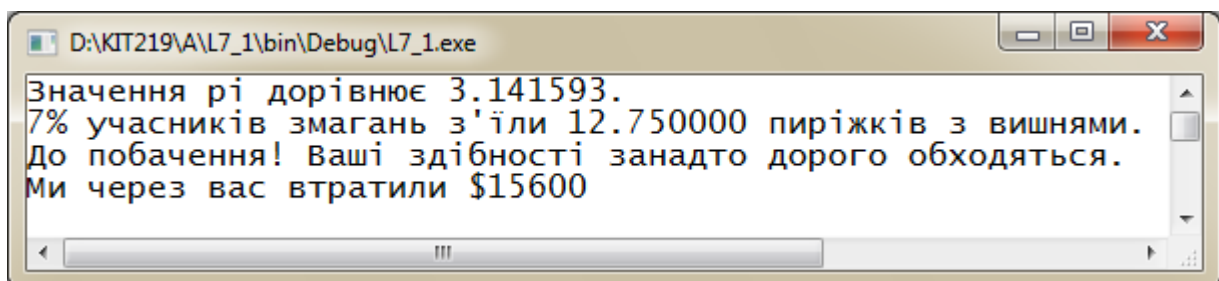 D:\KIT219\A\L7_1\bin\Debug\L7_1.exe
Значення рі дорівнює 3.141593.
7% учасників змагань з'їли 12.750000 пиріжків з вишнями.
До побачення! Ваші здібності занадто дорого обходяться.
Ми через вас втратили $15600